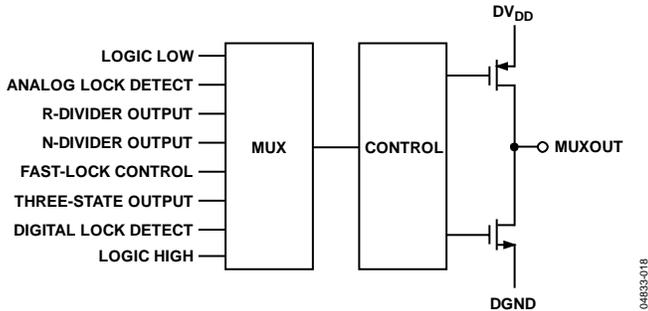 DVDD
LOGIC LOW
ANALOG LOCK DETECT
R-DIVIDER OUTPUT
N-DIVIDER OUTPUT
FAST-LOCK CONTROL
THREE-STATE OUTPUT
DIGITAL LOCK DETECT
LOGIC HIGH
MUX
CONTROL
MUXOUT
DGND
04833-018